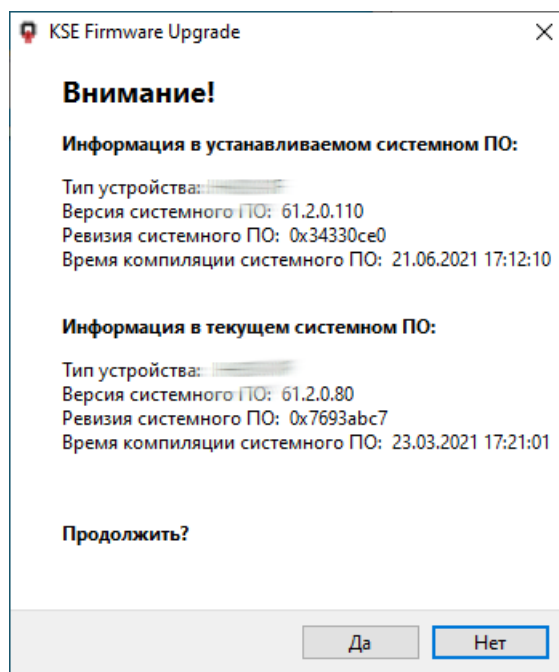 KSE Firmware Upgrade
Внимание!
Информация в устанавливаемом системном ПО:
Тип устройства:
Версия системного ПО: 61.2.0.110
Ревизия системного ПО: 0x34330ce0
Время компиляции системного ПО: 21.06.2021 17:12:10
Информация в текущем системном ПО:
Тип устройства:
Версия системного ПО: 61.2.0.80
Ревизия системного ПО: 0x7693abc7
Время компиляции системного ПО: 23.03.2021 17:21:01
Продолжить?
Да
Нет